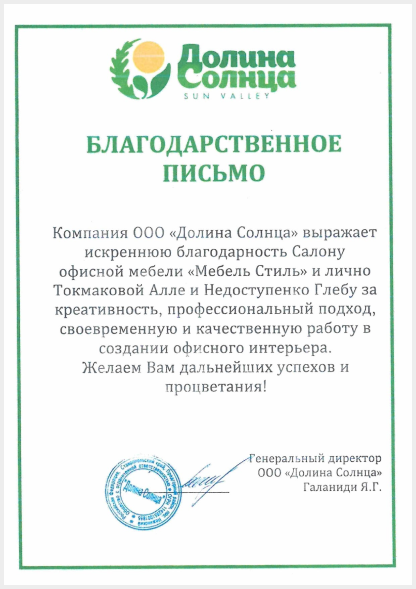 Долина
Солнца
SUN VALLEY
БЛАГОДАРСТВЕННОЕ
ПИСЬМО
Компания ООО «Долина Солнца» выражает
искреннюю благодарность Салону
офисной мебели «Мебель Стиль» и лично
Токмаковой Алле и Недоступенко Глебу за
креативность, профессиональный подход,
своевременную и качественную работу в
создании офисного интерьера.
Желаем Вам дальнейших успехов и
процветания!
Генеральный директор
ООО «Долина Солнца»
Галаниди Я.Г.
"Долина Солнца"